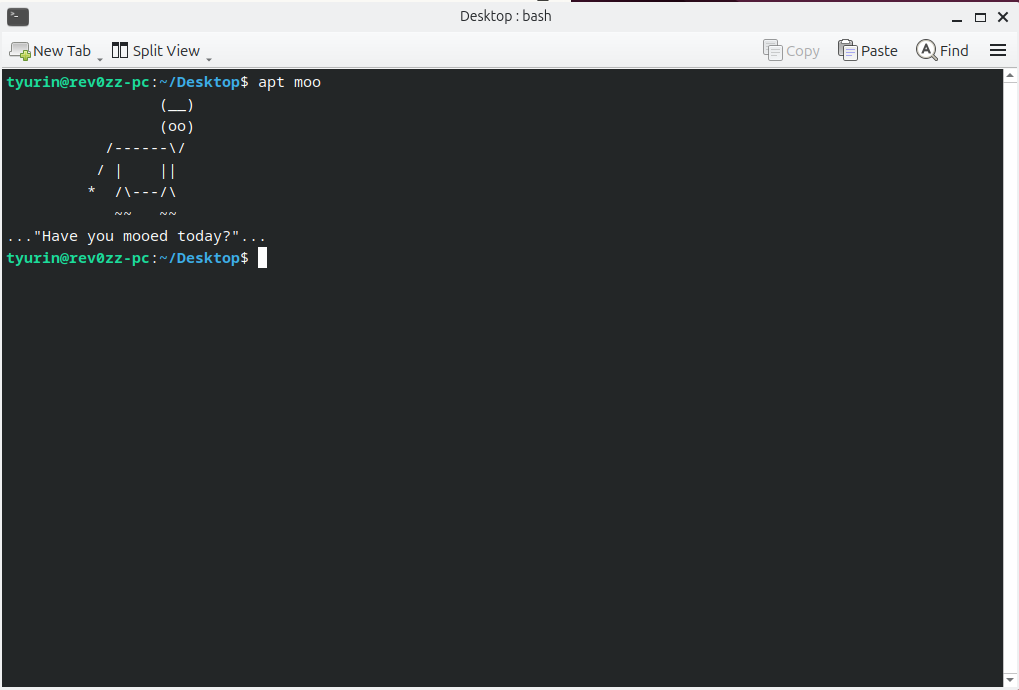 Desktop : bash
New Tab Split View Copy Paste Find
tyurin@rev0zz-pc:~/Desktop$ apt moo
                 (__)
                 (oo)
           /------\/
          / |    ||
         *  /\---/\
            ~~   ~~
..."Have you mooed today?"...
tyurin@rev0zz-pc:~/Desktop$